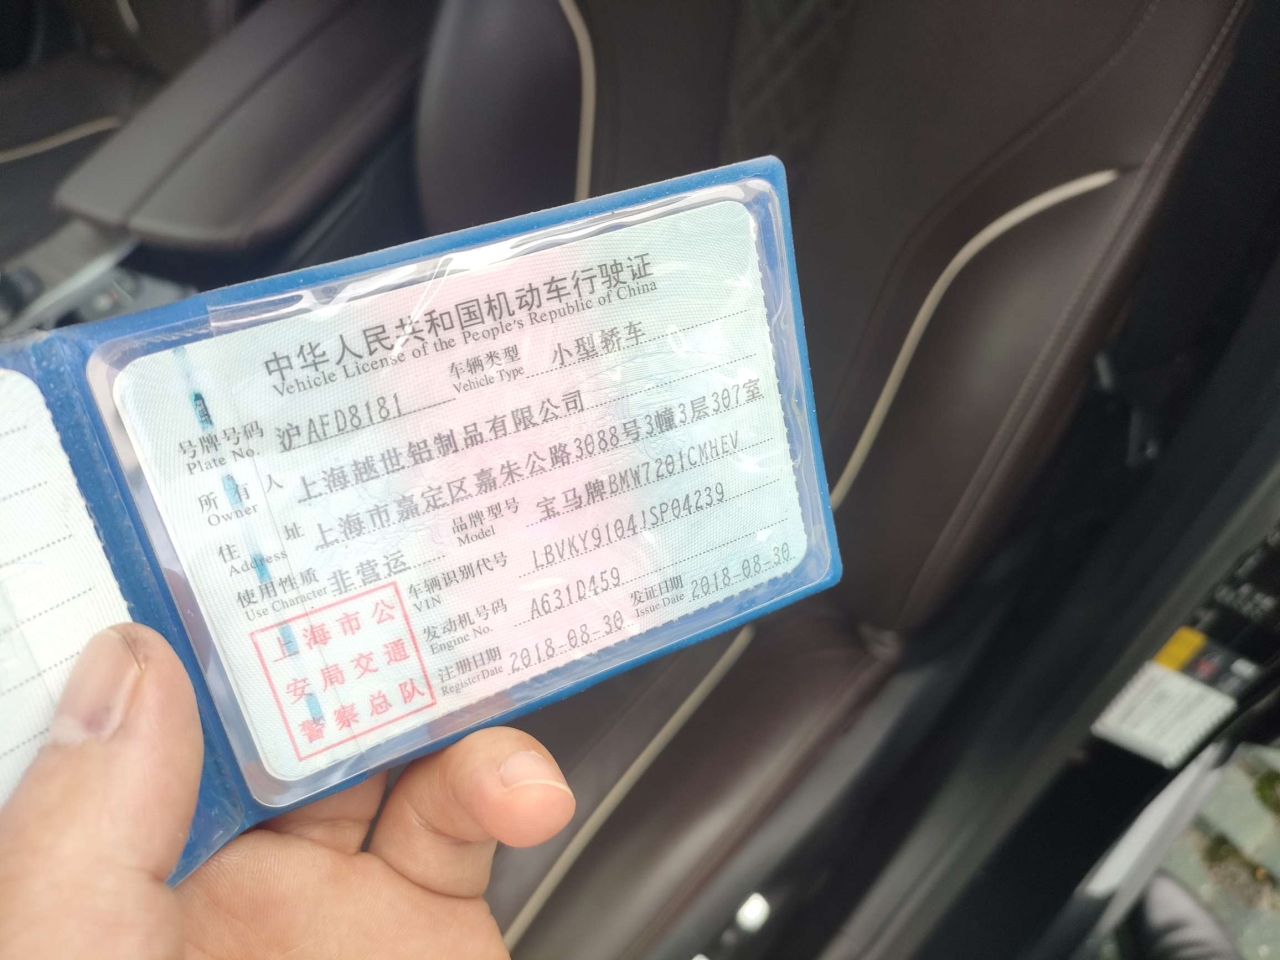 中华人民共和国机动车行驶证
Vehicle License of the People's Republic of China
号牌号码 沪AFD8181 车辆类型 小型轿车
Plate No. Vehicle Type
所有人 上海越世铝制品有限公司
Owner
住址 上海市嘉定区嘉朱公路3088号3幢3层307室
Address
使用性质 非营运 品牌型号 宝马牌BMW7201CMHEV
Use Character Model
车辆识别代号 LBVKY9104JSP04239
VIN
发动机号码 A631D459
Engine No.
注册日期 2018-08-30 发证日期 2018-08-30
Register Date Issue Date
上海市公
安局交通
警察总队